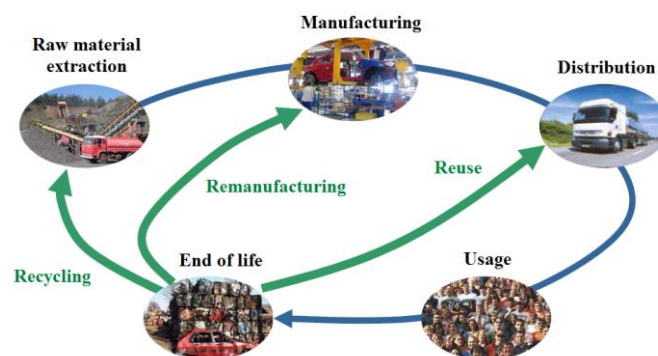 Manufacturing
Raw material
extraction
Distribution
Reuse
Remanufacturing
Recycling
End of life
Usage